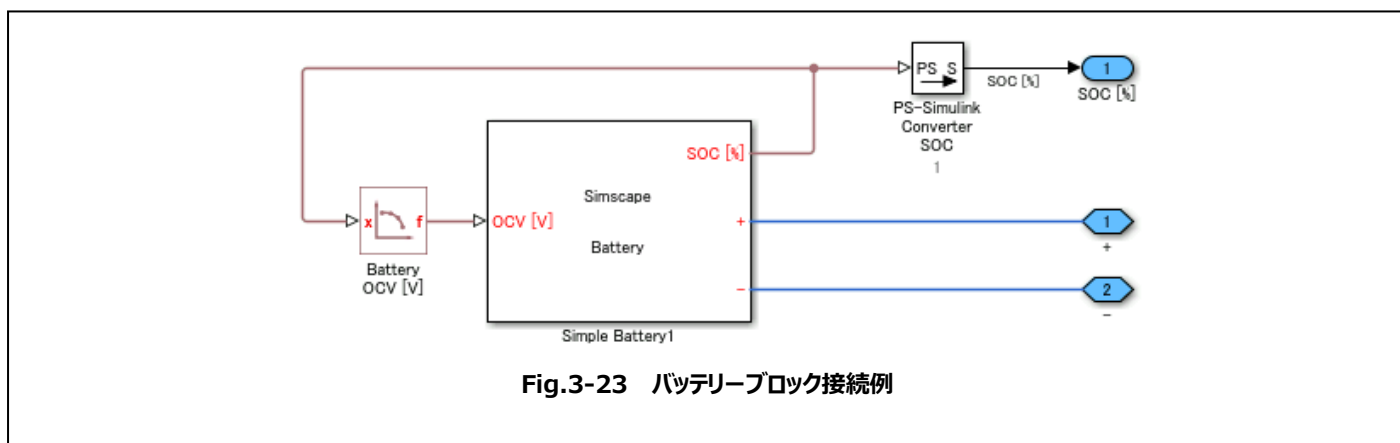 PS S
SOC [%]
1
SOC [%]
PS-Simulink
Converter
SOC
1
SOC [%]
Simscape
x f
OCV [V]
+
1
+
Battery
Battery
OCV [V]
−
2
−
Simple Battery1
Fig.3-23 バッテリーブロック接続例